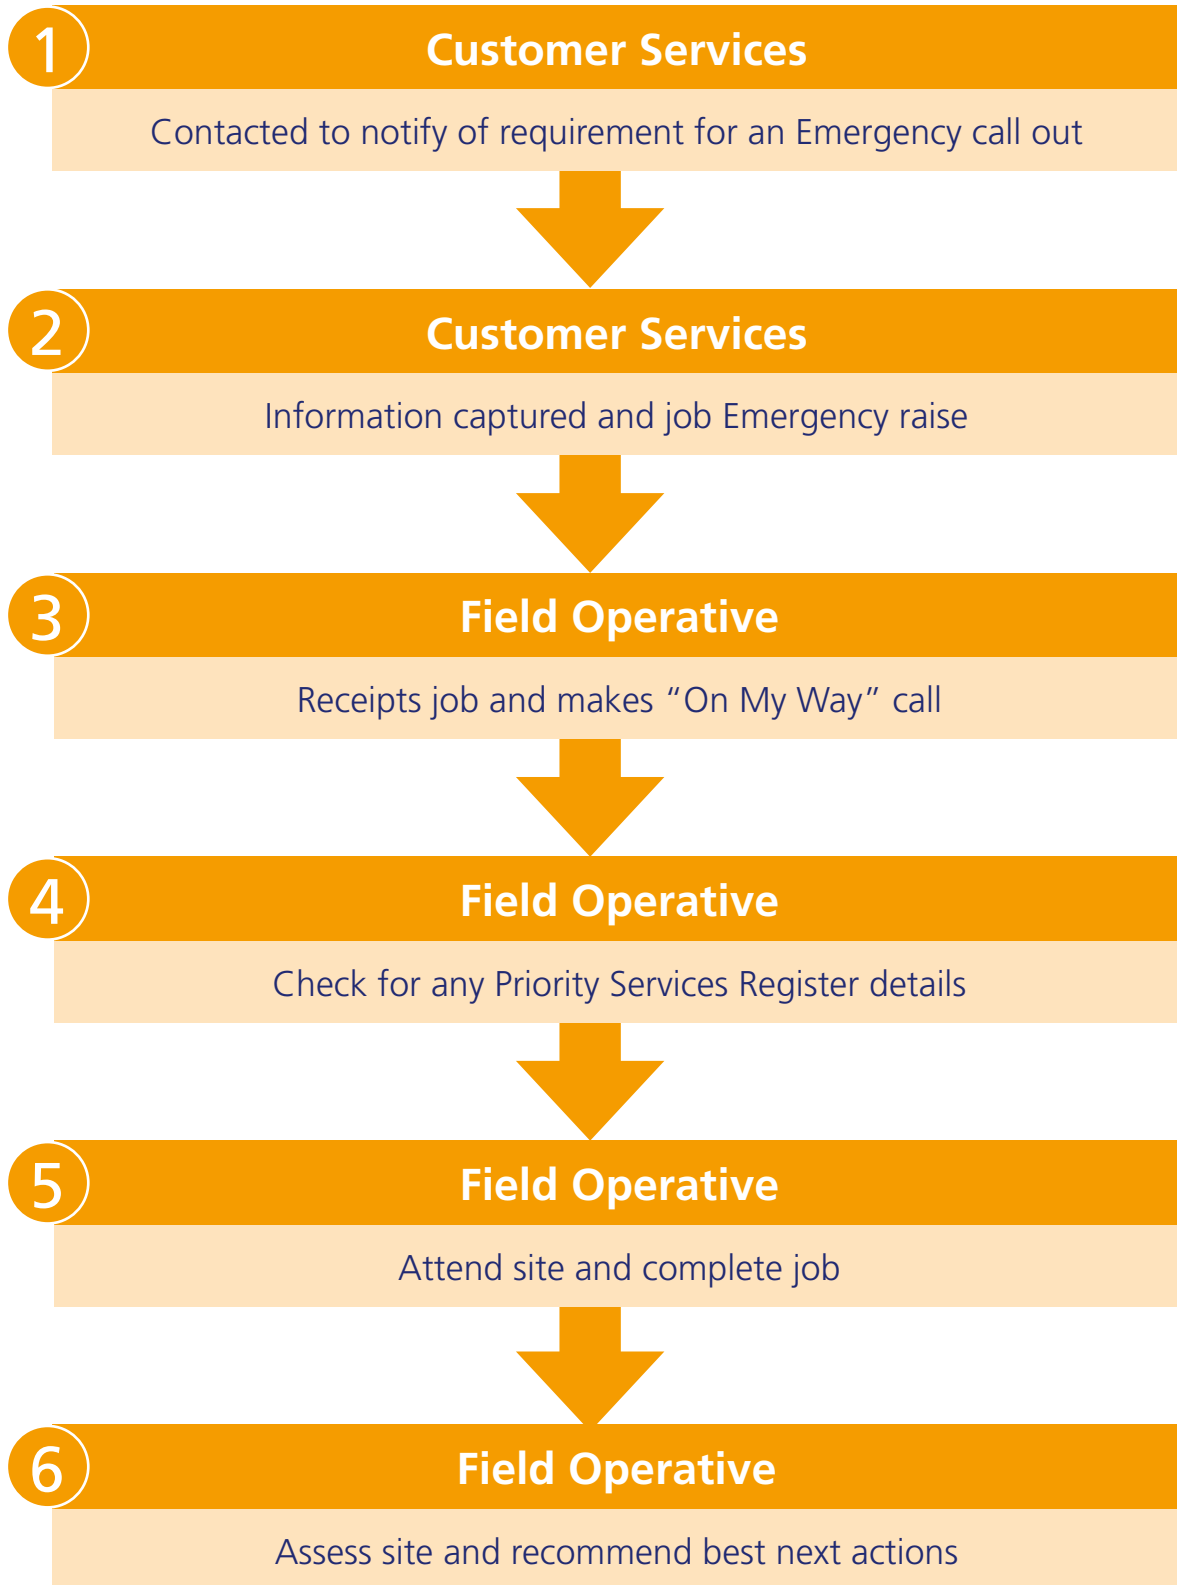 1
Customer Services
Contacted to notify of requirement for an Emergency call out
2
Customer Services
Information captured and job Emergency raise
3
Field Operative
Receipts job and makes “On My Way” call
4
Field Operative
Check for any Priority Services Register details
5
Field Operative
Attend site and complete job
6
Field Operative
Assess site and recommend best next actions